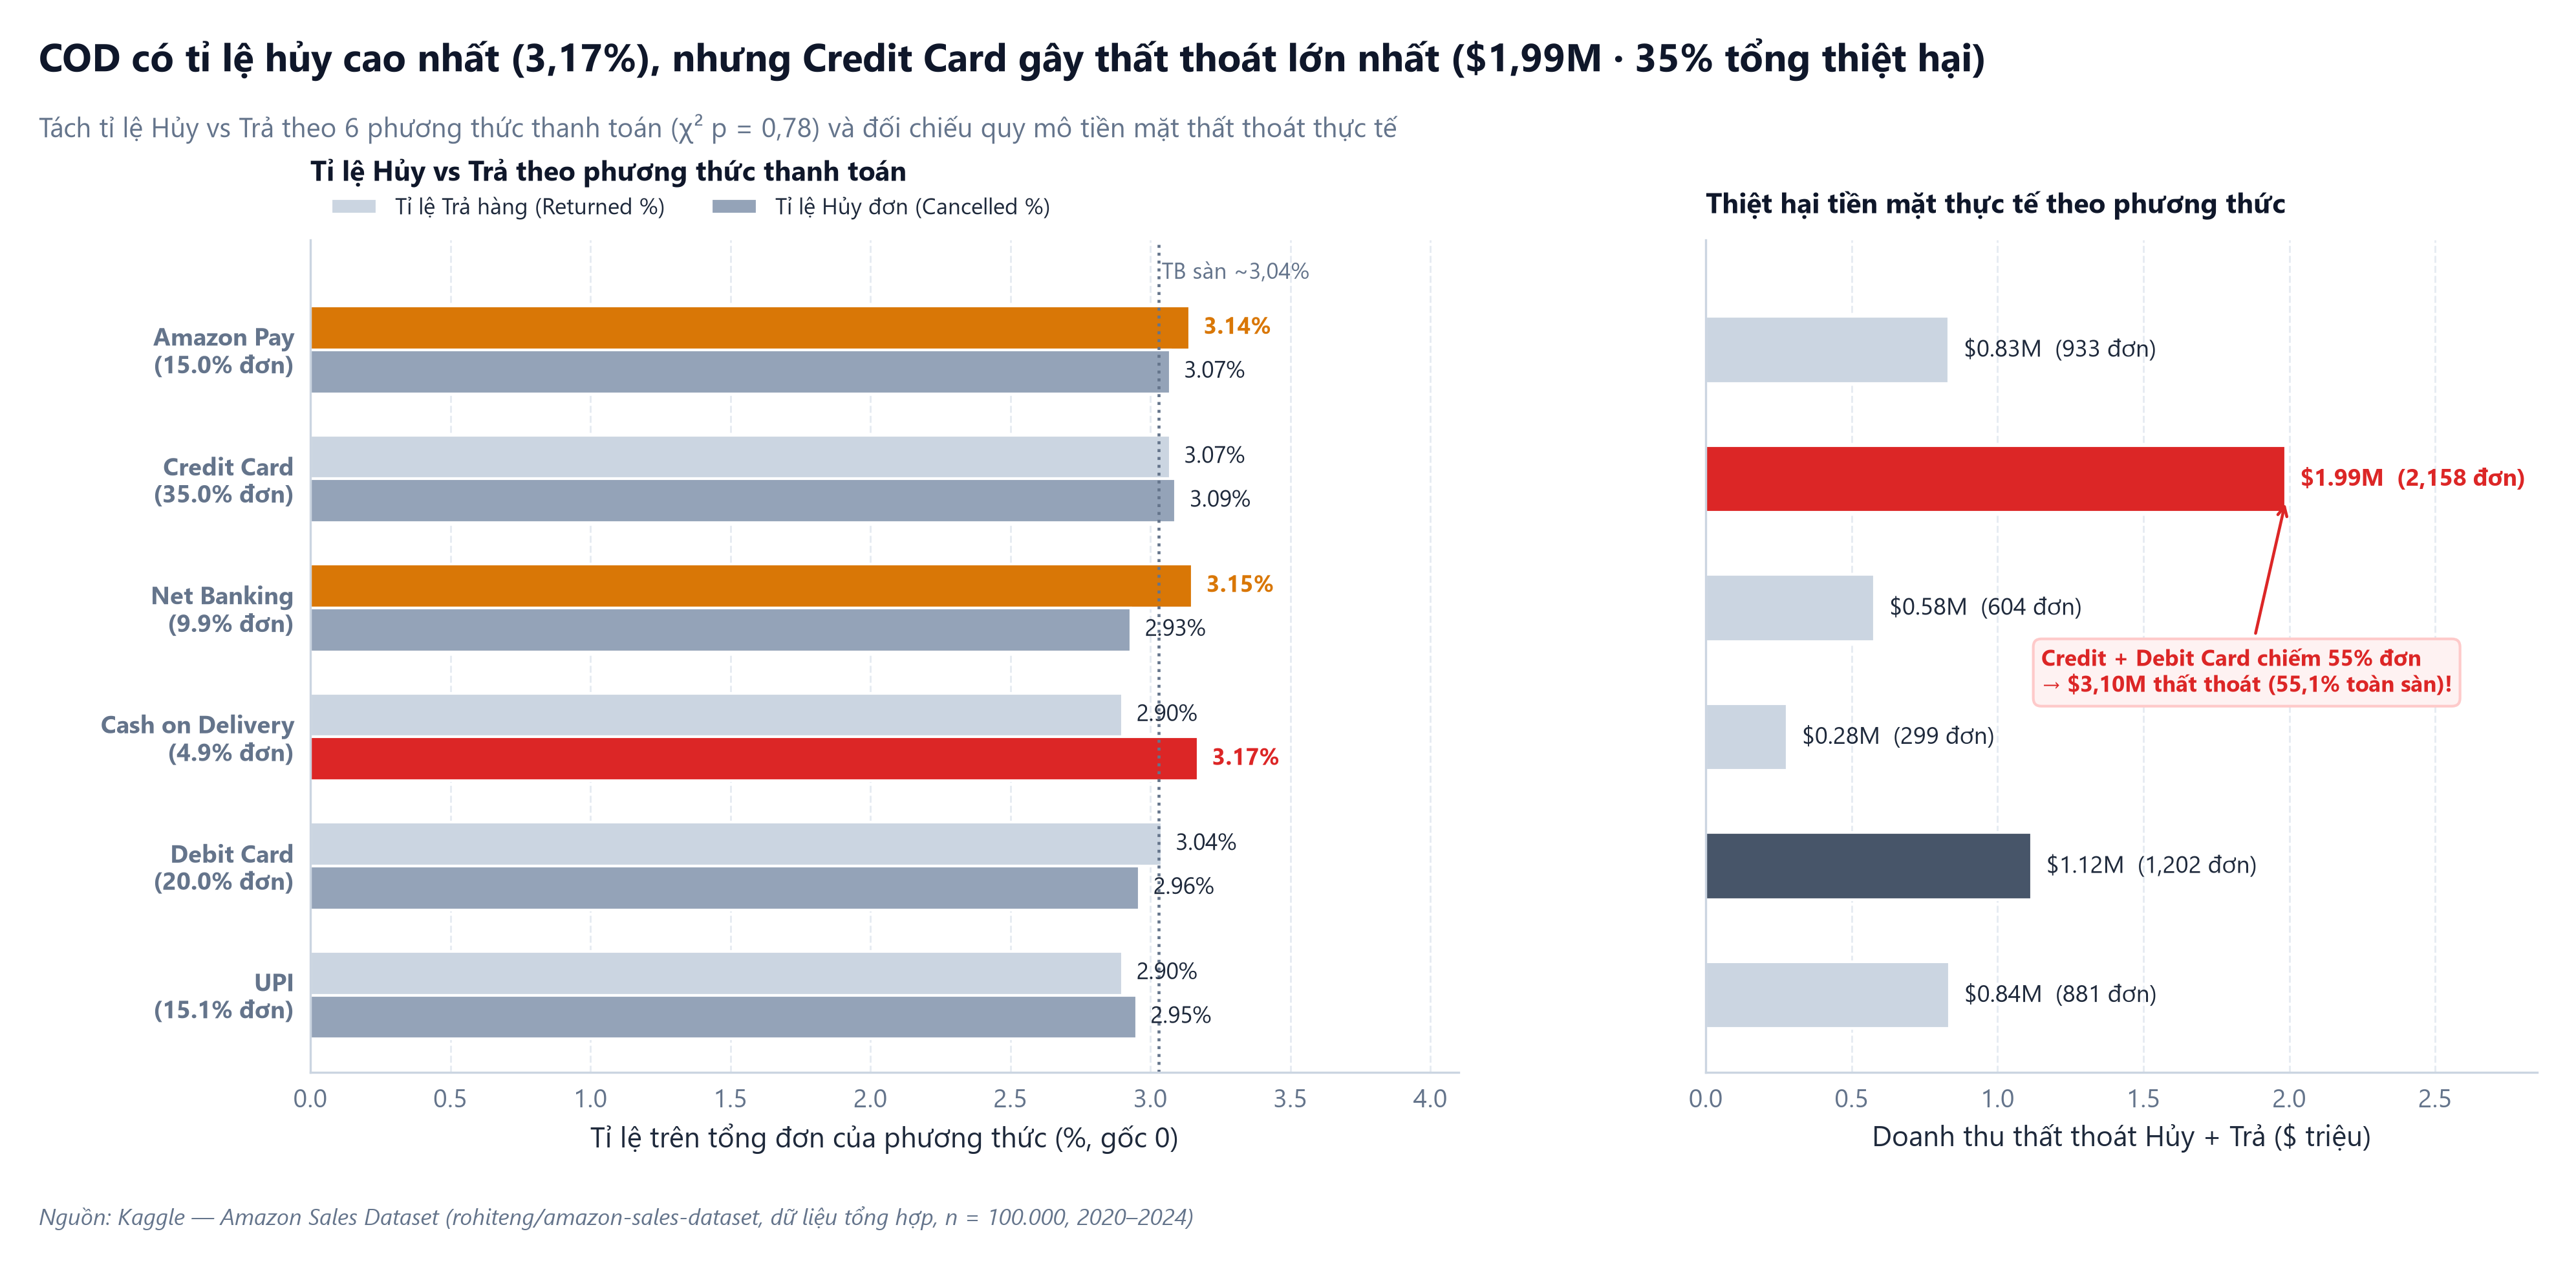 COD có tỉ lệ hủy cao nhất (3,17%), nhưng Credit Card gây thất thoát lớn nhất ($1,99M · 35% tổng thiệt hại)
Tách tỉ lệ Hủy vs Trả theo 6 phương thức thanh toán (χ² p = 0,78) và đối chiếu quy mô tiền mặt thất thoát thực tế
Tỉ lệ Hủy vs Trả theo phương thức thanh toán
Tỉ lệ Trả hàng (Returned %)
Tỉ lệ Hủy đơn (Cancelled %)
TB sàn ~3,04%
Amazon Pay
(15.0% đơn)
3.14%
3.07%
Credit Card
(35.0% đơn)
3.07%
3.09%
Net Banking
(9.9% đơn)
3.15%
2.93%
Cash on Delivery
(4.9% đơn)
2.90%
3.17%
Debit Card
(20.0% đơn)
3.04%
2.96%
UPI
(15.1% đơn)
2.90%
2.95%
0.0
0.5
1.0
1.5
2.0
2.5
3.0
3.5
4.0
Tỉ lệ trên tổng đơn của phương thức (%, gốc 0)
Thiệt hại tiền mặt thực tế theo phương thức
$0.83M (933 đơn)
$1.99M (2,158 đơn)
$0.58M (604 đơn)
Credit + Debit Card chiếm 55% đơn
→ $3,10M thất thoát (55,1% toàn sàn)!
$0.28M (299 đơn)
$1.12M (1,202 đơn)
$0.84M (881 đơn)
0.0
0.5
1.0
1.5
2.0
2.5
Doanh thu thất thoát Hủy + Trả ($ triệu)
Nguồn: Kaggle — Amazon Sales Dataset (rohiteng/amazon-sales-dataset, dữ liệu tổng hợp, n = 100.000, 2020–2024)